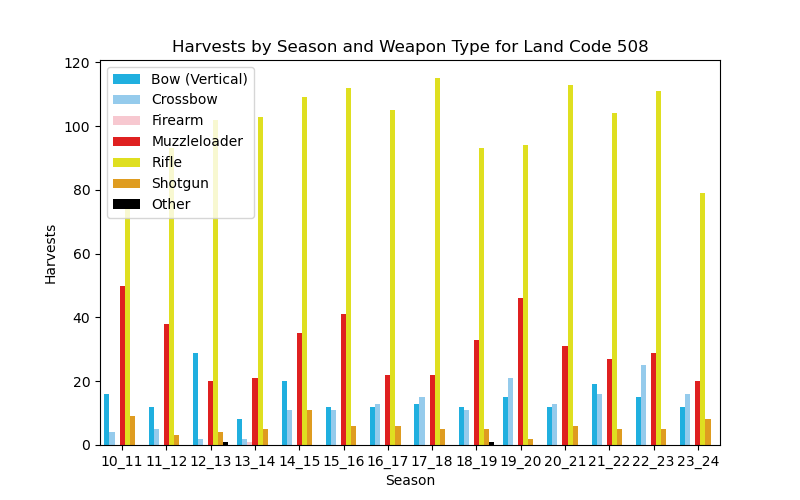 Harvests by Season and Weapon Type for Land Code 508
120
100
80
60
40
20
0
Harvests
Bow (Vertical)
Crossbow
Firearm
Muzzleloader
Rifle
Shotgun
Other
10_11 11_12 12_13 13_14 14_15 15_16 16_17 17_18 18_19 19_20 20_21 21_22 22_23 23_24
Season